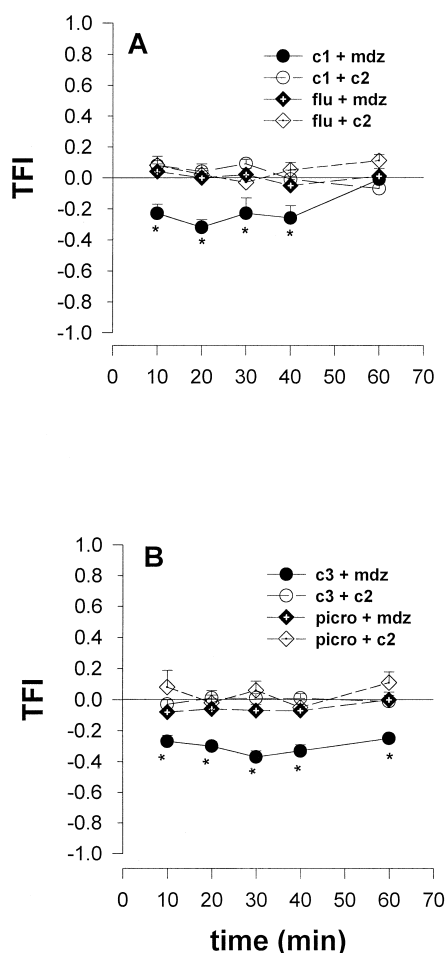 A
c1 + mdz
c1 + c2
flu + mdz
flu + c2
TFI
1.0
0.8
0.6
0.4
0.2
0.0
-0.2
-0.4
-0.6
-0.8
-1.0
* * * *
0 10 20 30 40 50 60 70
B
c3 + mdz
c3 + c2
picro + mdz
picro + c2
TFI
1.0
0.8
0.6
0.4
0.2
0.0
-0.2
-0.4
-0.6
-0.8
-1.0
* * * * *
0 10 20 30 40 50 60 70
time (min)